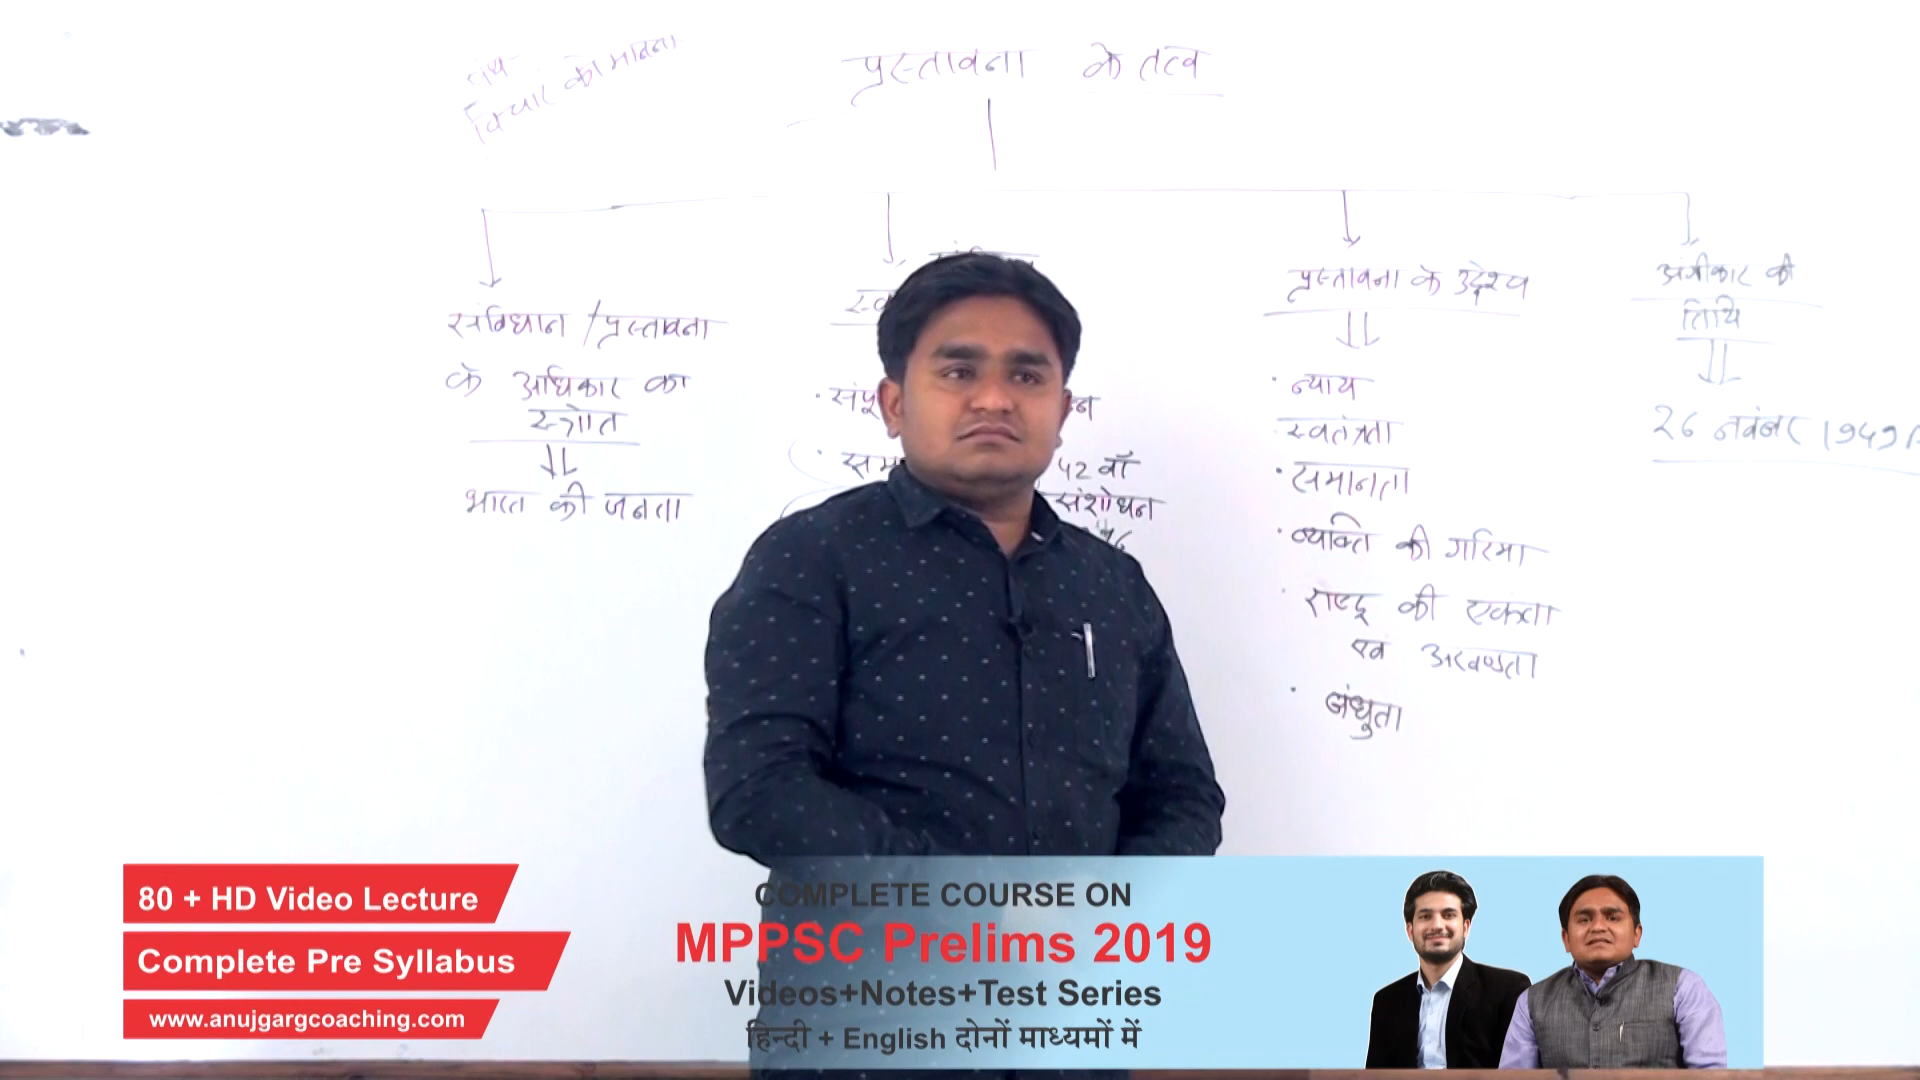 प्रस्तावना के तत्व
विचार को मानना
संविधान / प्रस्तावना
के अधिकार का
स्त्रोत
भारत की जनता
42 वाँ
संशोधन
प्रस्तावना के उद्देश्य
न्याय
स्वतंत्रता
समानता
व्यक्ति की गरिमा
राष्ट्र की एकता
एवं अखण्डता
बंधुता
अंगीकार की
तिथि
26 नवंबर 1949
80 + HD Video Lecture
Complete Pre Syllabus
www.anujgargcoaching.com
COMPLETE COURSE ON
MPPSC Prelims 2019
Videos+Notes+Test Series
हिन्दी + English दोनों माध्यमों में